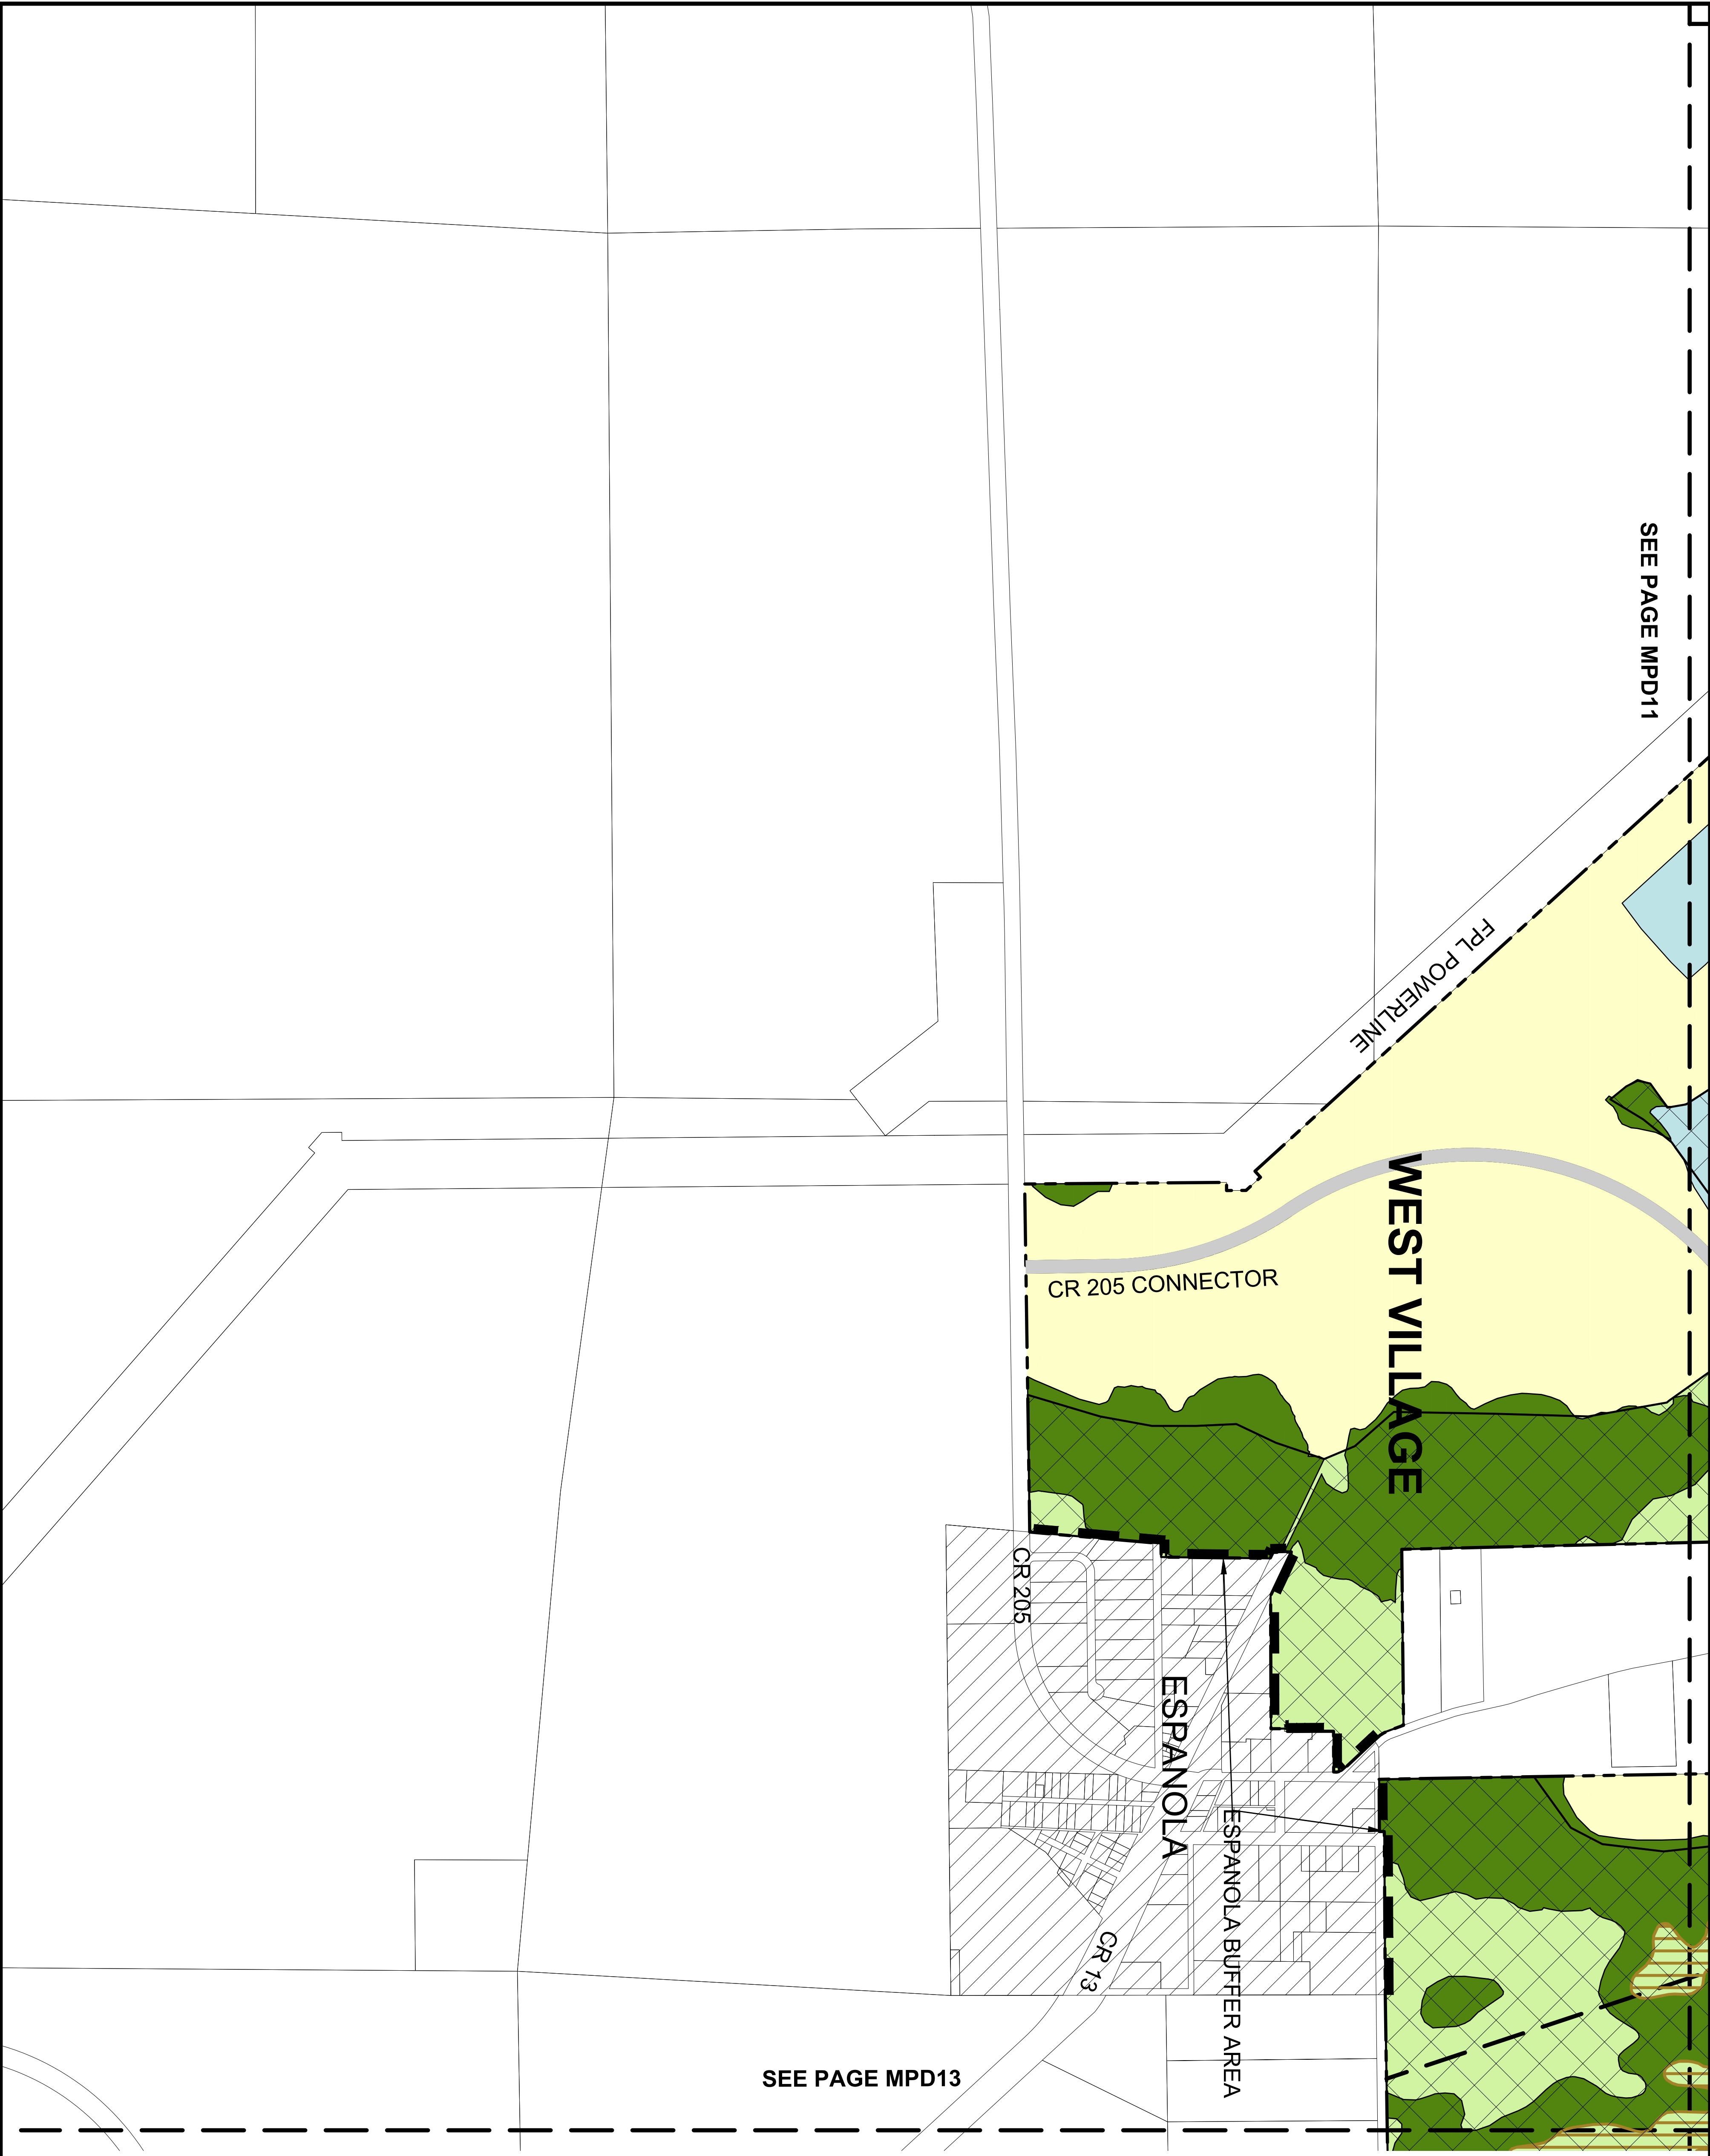 SEE PAGE MPD11
FPL POWERLINE
WEST VILLAGE
CR 205 CONNECTOR
CR 205
ESPANOLA
ESPANOLA BUFFER AREA
CR 13
SEE PAGE MPD13